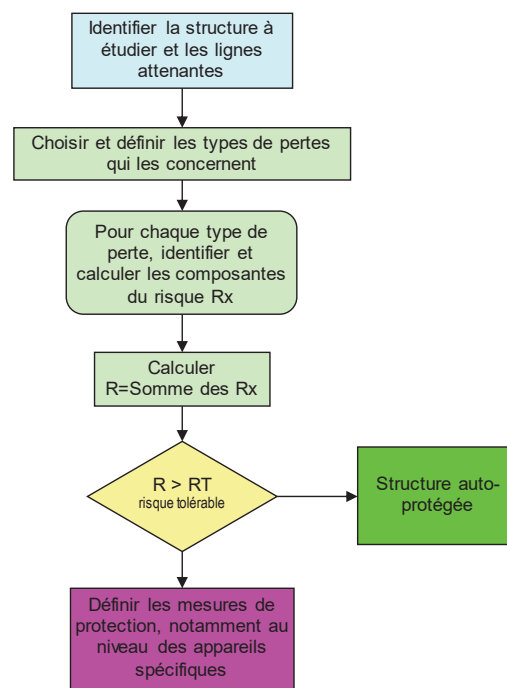 Identifier la structure à
étudier et les lignes
attenantes
Choisir et définir les types de pertes
qui les concernent
Pour chaque type de
perte, identifier et
calculer les composantes
du risque Rx
Calculer
R=Somme des Rx
R > RT
risque tolérable
Structure auto-
protégée
Définir les mesures de
protection, notamment au
niveau des appareils
spécifiques